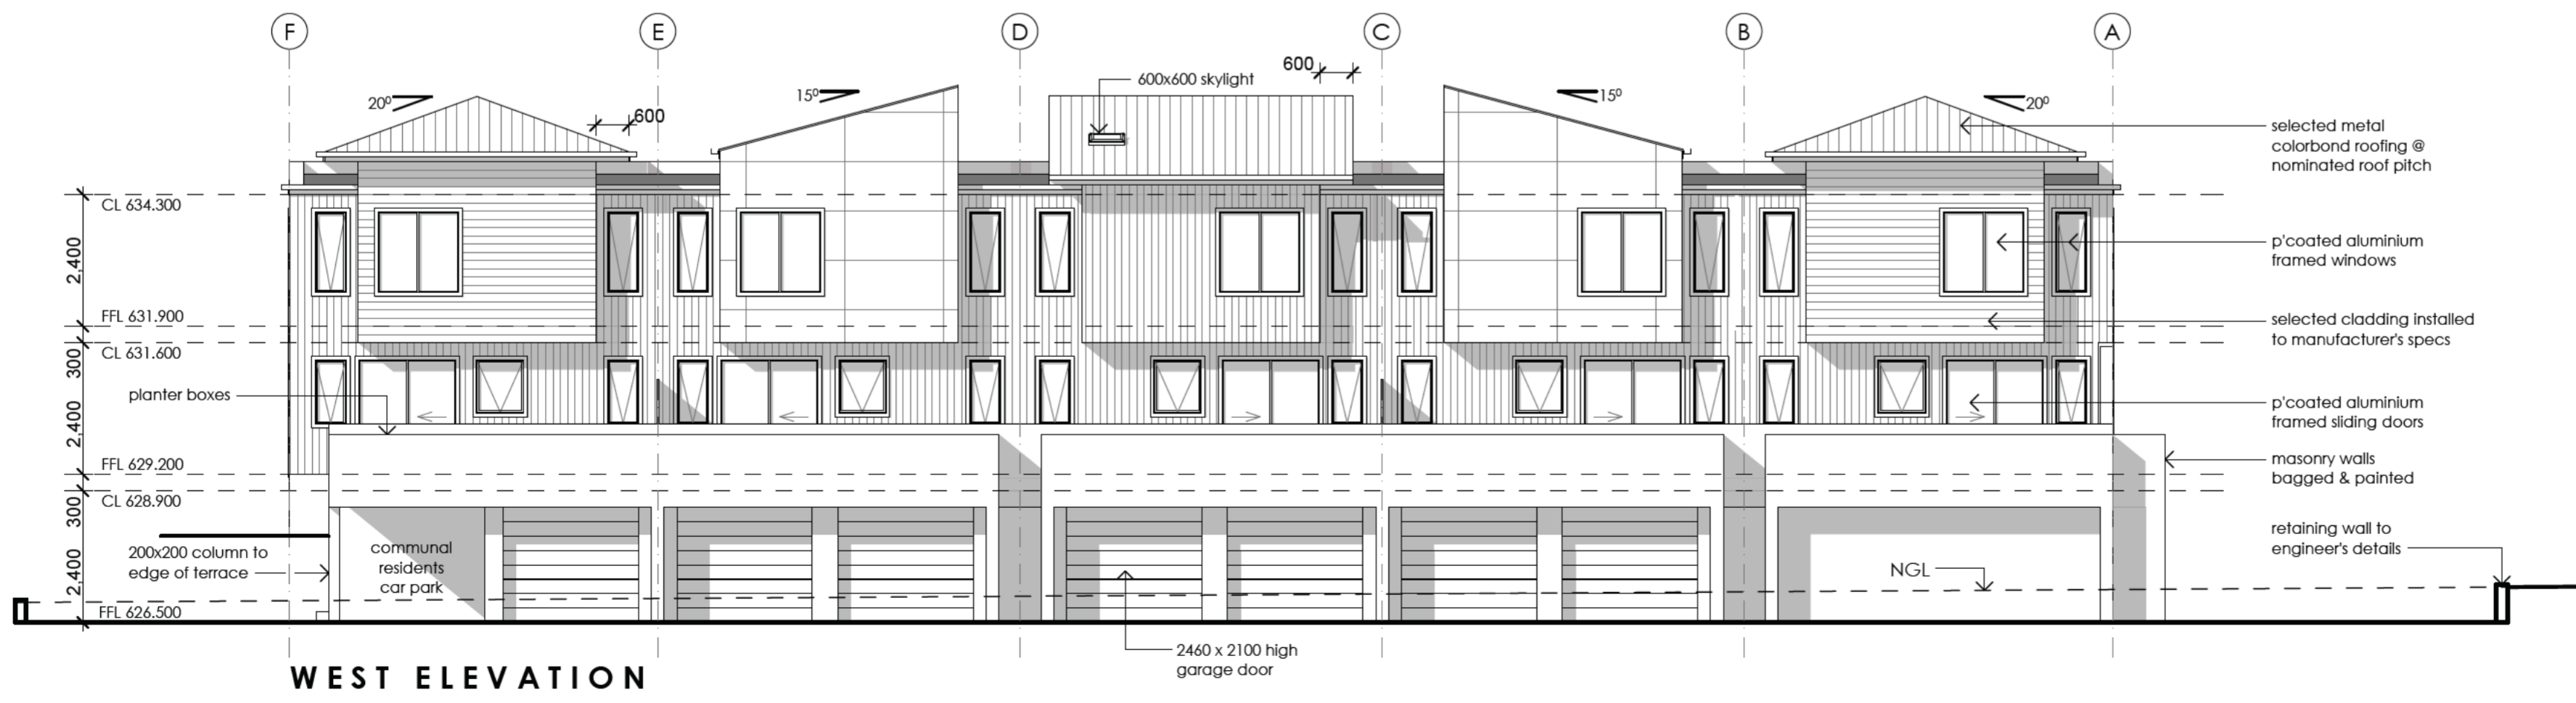 F
E
D
C
B
A
20⁰
600
15⁰
600x600 skylight
600
15⁰
20⁰
selected metal
colorbond roofing @
nominated roof pitch
CL 634.300
2,400
p'coated aluminium
framed windows
FFL 631.900
selected cladding installed
to manufacturer's specs
CL 631.600
300
planter boxes
2,400
p'coated aluminium
framed sliding doors
FFL 629.200
masonry walls
bagged & painted
CL 628.900
300
200x200 column to
edge of terrace
communal
residents
car park
retaining wall to
engineer's details
NGL
2,400
FFL 626.500
2460 x 2100 high
garage door
WEST ELEVATION